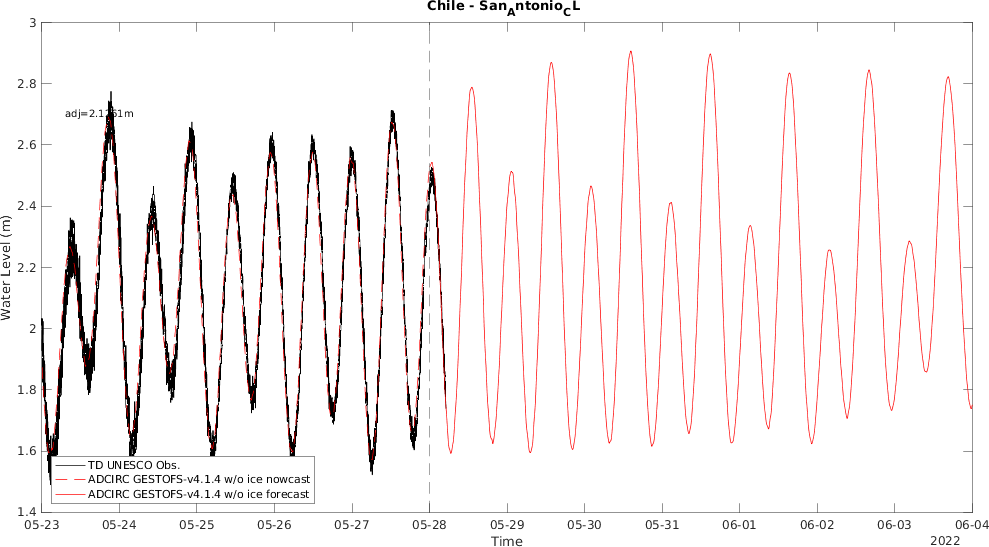 Chile - San_Antonio_CL
3
2.8
2.6
2.4
2.2
2
1.8
1.6
1.4
Water Level (m)
TD UNESCO Obs.
ADCIRC GESTOFS-v4.1.4 w/o ice nowcast
ADCIRC GESTOFS-v4.1.4 w/o ice forecast
05-23 05-24 05-25 05-26 05-27 05-28 05-29 05-30 05-31 06-01 06-02 06-03 06-04
Time
2022